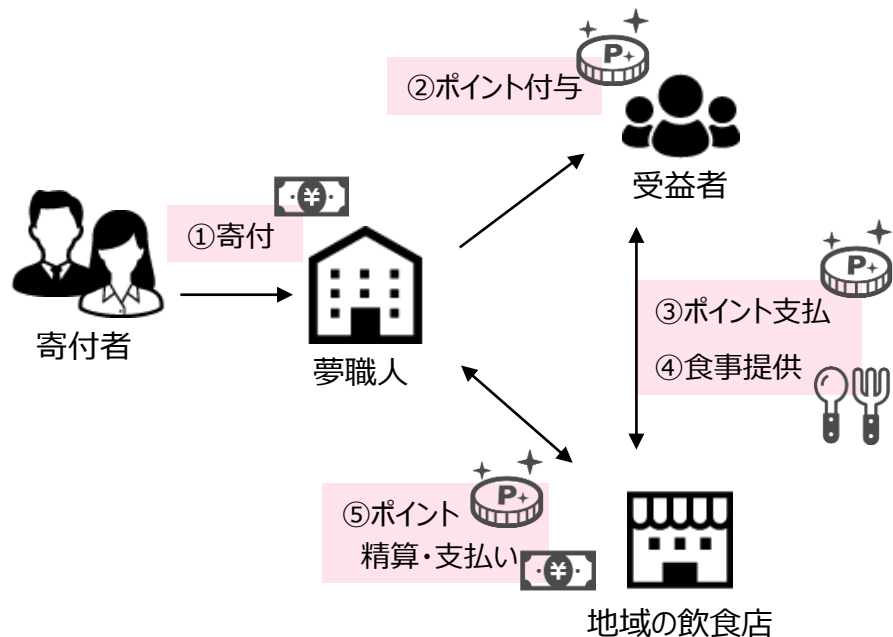 ②ポイント付与
P
受益者
¥
①寄付
寄付者
夢職人
P
③ポイント支払
④食事提供
P
⑤ポイント
精算・支払い
¥
地域の飲食店